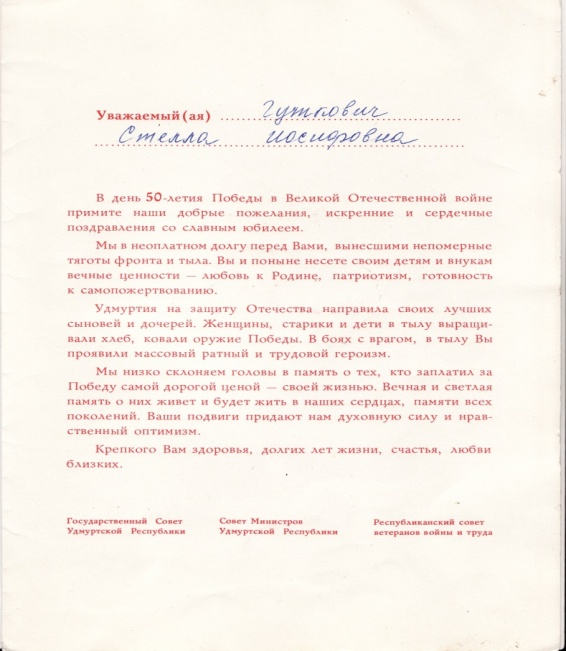 Уважаемый (ая) Гуткович
Стелла Иосифовна
В день 50-летия Победы в Великой Отечественной войне
примите наши добрые пожелания, искренние и сердечные
поздравления со славным юбилеем.
Мы в неоплатном долгу перед Вами, вынесшими непомерные
тяготы фронта и тыла. Вы и поныне несете своим детям и внукам
вечные ценности — любовь к Родине, патриотизм, готовность
к самопожертвованию.
Удмуртия на защиту Отечества направила своих лучших
сыновей и дочерей. Женщины, старики и дети в тылу выращи-
вали хлеб, ковали оружие Победы. В боях с врагом, в тылу Вы
проявили массовый ратный и трудовой героизм.
Мы низко склоняем головы в память о тех, кто заплатил за
Победу самой дорогой ценой — своей жизнью. Вечная и светлая
память о них живет и будет жить в наших сердцах, памяти всех
поколений. Ваши подвиги придают нам духовную силу и нрав-
ственный оптимизм.
Крепкого Вам здоровья, долгих лет жизни, счастья, любви
близких.
Государственный Совет
Удмуртской Республики
Совет Министров
Удмуртской Республики
Республиканский совет
ветеранов войны и труда